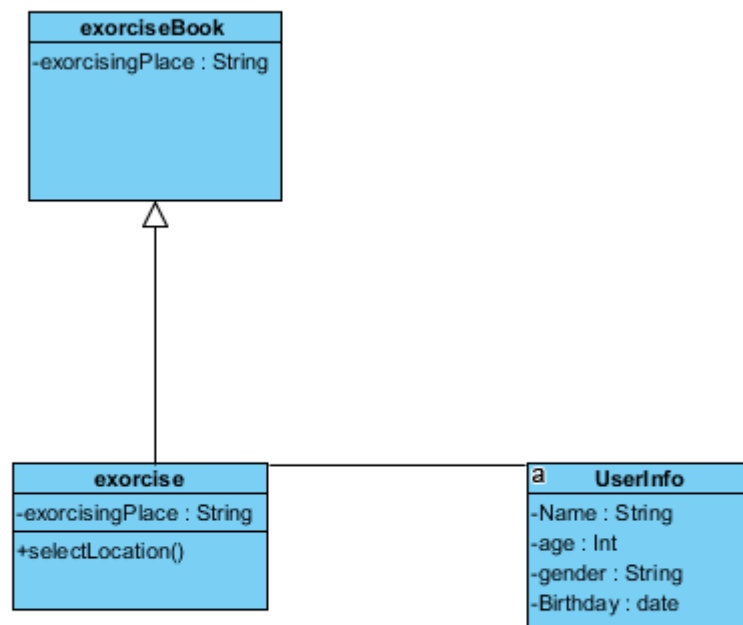 exorciseBook
-exorcisingPlace : String
exorcise
-exorcisingPlace : String
+selectLocation()
a
UserInfo
-Name : String
-age : Int
-gender : String
-Birthday : date